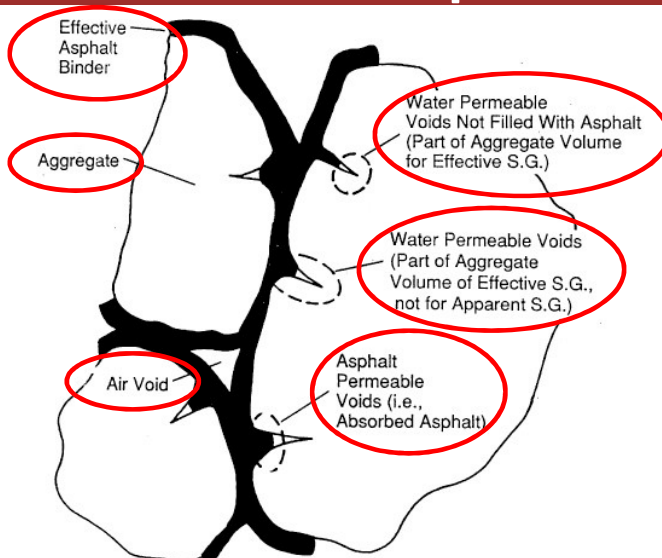 Effective
Asphalt
Binder
Aggregate
Air Void
Water Permeable
Voids Not Filled With Asphalt
(Part of Aggregate Volume
for Effective S.G.)
Water Permeable Voids
(Part of Aggregate
Volume of Effective S.G.,
not for Apparent S.G.)
Asphalt
Permeable
Voids (i.e.,
Absorbed Asphalt)